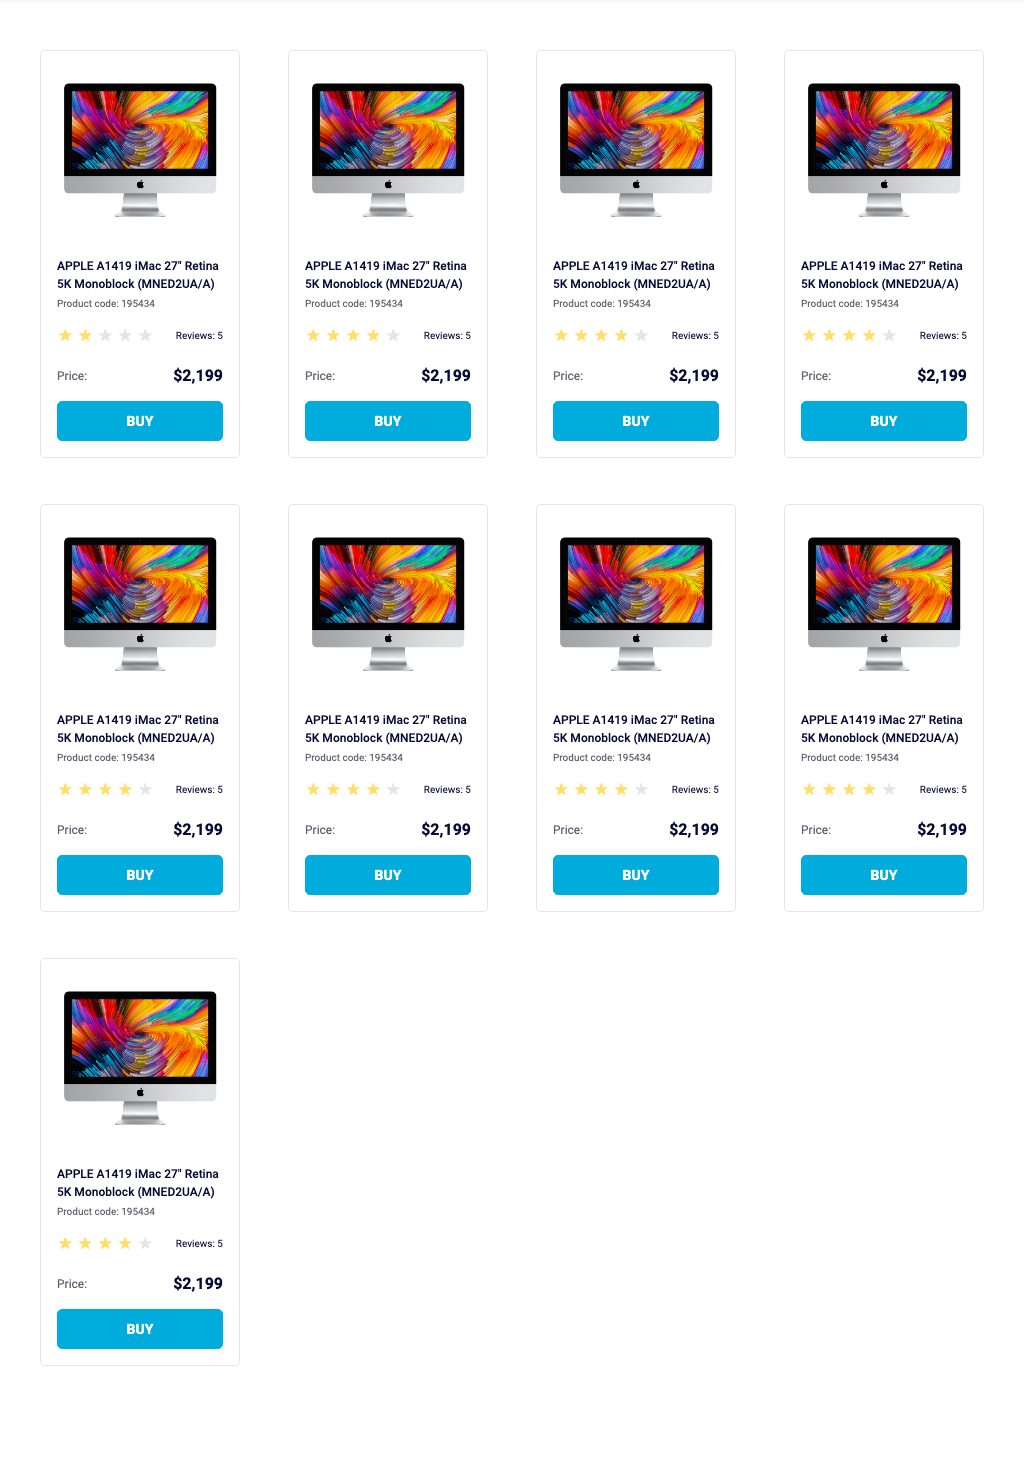 APPLE A1419 iMac 27" Retina
5K Monoblock (MNED2UA/A)
Product code: 195434
Reviews: 5
Price: $2,199
BUY
APPLE A1419 iMac 27" Retina
5K Monoblock (MNED2UA/A)
Product code: 195434
Reviews: 5
Price: $2,199
BUY
APPLE A1419 iMac 27" Retina
5K Monoblock (MNED2UA/A)
Product code: 195434
Reviews: 5
Price: $2,199
BUY
APPLE A1419 iMac 27" Retina
5K Monoblock (MNED2UA/A)
Product code: 195434
Reviews: 5
Price: $2,199
BUY
APPLE A1419 iMac 27" Retina
5K Monoblock (MNED2UA/A)
Product code: 195434
Reviews: 5
Price: $2,199
BUY
APPLE A1419 iMac 27" Retina
5K Monoblock (MNED2UA/A)
Product code: 195434
Reviews: 5
Price: $2,199
BUY
APPLE A1419 iMac 27" Retina
5K Monoblock (MNED2UA/A)
Product code: 195434
Reviews: 5
Price: $2,199
BUY
APPLE A1419 iMac 27" Retina
5K Monoblock (MNED2UA/A)
Product code: 195434
Reviews: 5
Price: $2,199
BUY
APPLE A1419 iMac 27" Retina
5K Monoblock (MNED2UA/A)
Product code: 195434
Reviews: 5
Price: $2,199
BUY